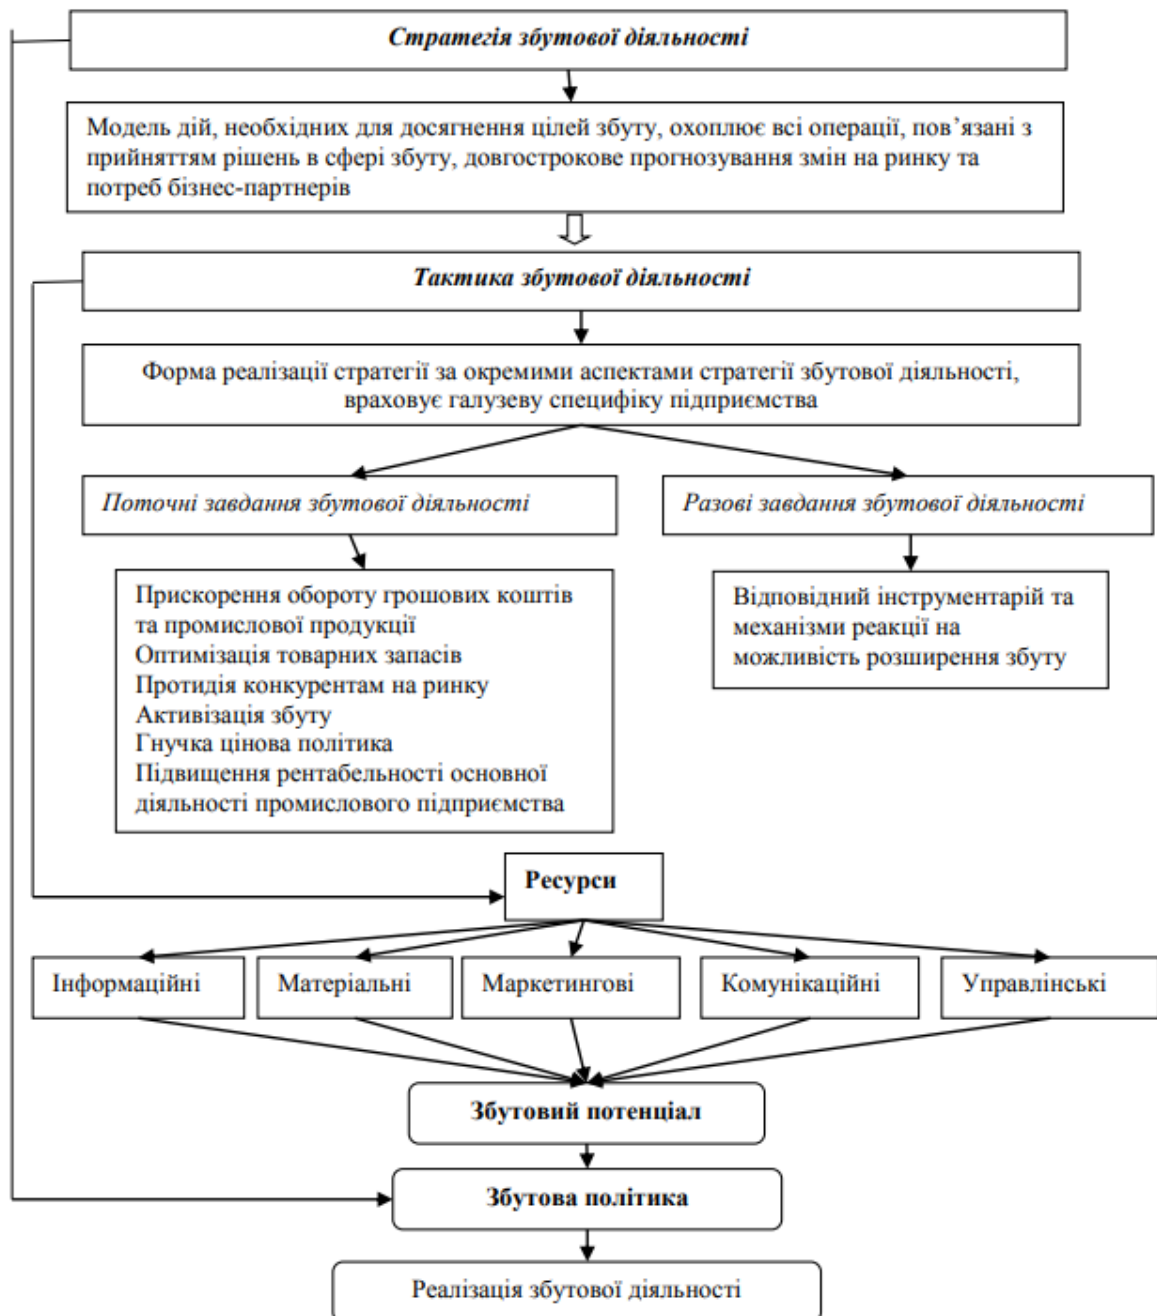 Стратегія збутової діяльності
Модель дій, необхідних для досягнення цілей збуту, охоплює всі операції, пов’язані з
прийняттям рішень в сфері збуту, довгострокове прогнозування змін на ринку та
потреб бізнес-партнерів
Тактика збутової діяльності
Форма реалізації стратегії за окремими аспектами стратегії збутової діяльності,
враховує галузеву специфіку підприємства
Поточні завдання збутової діяльності
Разові завдання збутової діяльності
Прискорення обороту грошових коштів
та промислової продукції
Оптимізація товарних запасів
Протидія конкурентам на ринку
Активізація збуту
Гнучка цінова політика
Підвищення рентабельності основної
діяльності промислового підприємства
Відповідний інструментарій та
механізми реакції на
можливість розширення збуту
Ресурси
Інформаційні
Матеріальні
Маркетингові
Комунікаційні
Управлінські
Збутовий потенціал
Збутова політика
Реалізація збутової діяльності